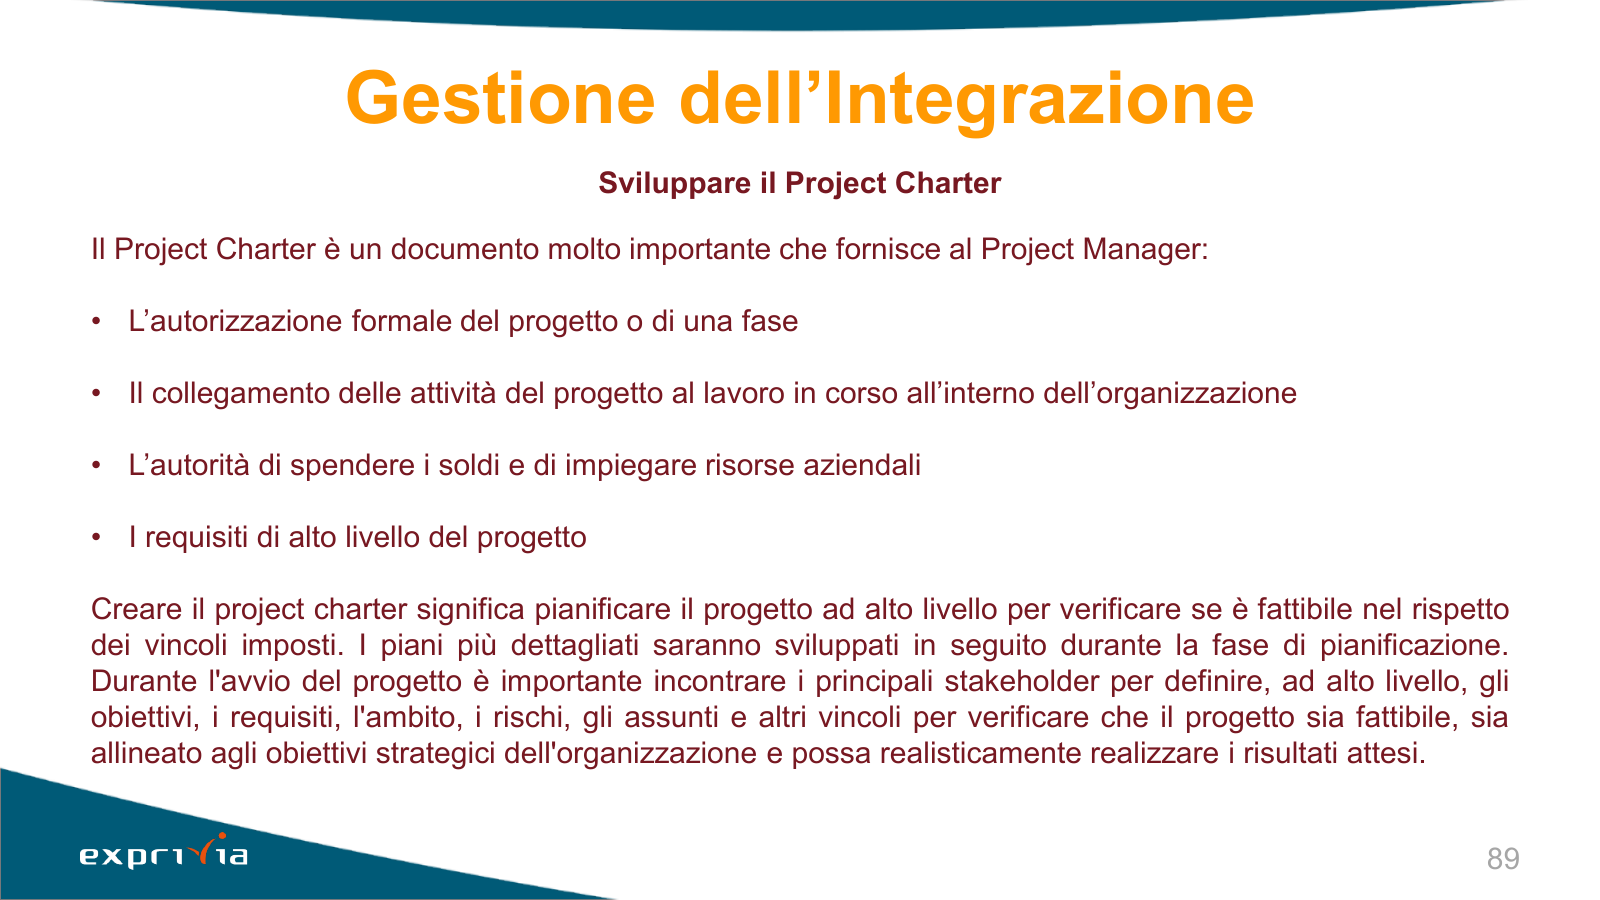 Gestione dell’Integrazione
Sviluppare il Project Charter
Il Project Charter è un documento molto importante che fornisce al Project Manager:
• L’autorizzazione formale del progetto o di una fase
• Il collegamento delle attività del progetto al lavoro in corso all’interno dell’organizzazione
• L’autorità di spendere i soldi e di impiegare risorse aziendali
• I requisiti di alto livello del progetto
Creare il project charter significa pianificare il progetto ad alto livello per verificare se è fattibile nel rispetto
dei vincoli imposti. I piani più dettagliati saranno sviluppati in seguito durante la fase di pianificazione.
Durante l'avvio del progetto è importante incontrare i principali stakeholder per definire, ad alto livello, gli
obiettivi, i requisiti, l'ambito, i rischi, gli assunti e altri vincoli per verificare che il progetto sia fattibile, sia
allineato agli obiettivi strategici dell'organizzazione e possa realisticamente realizzare i risultati attesi.
exprivia
89